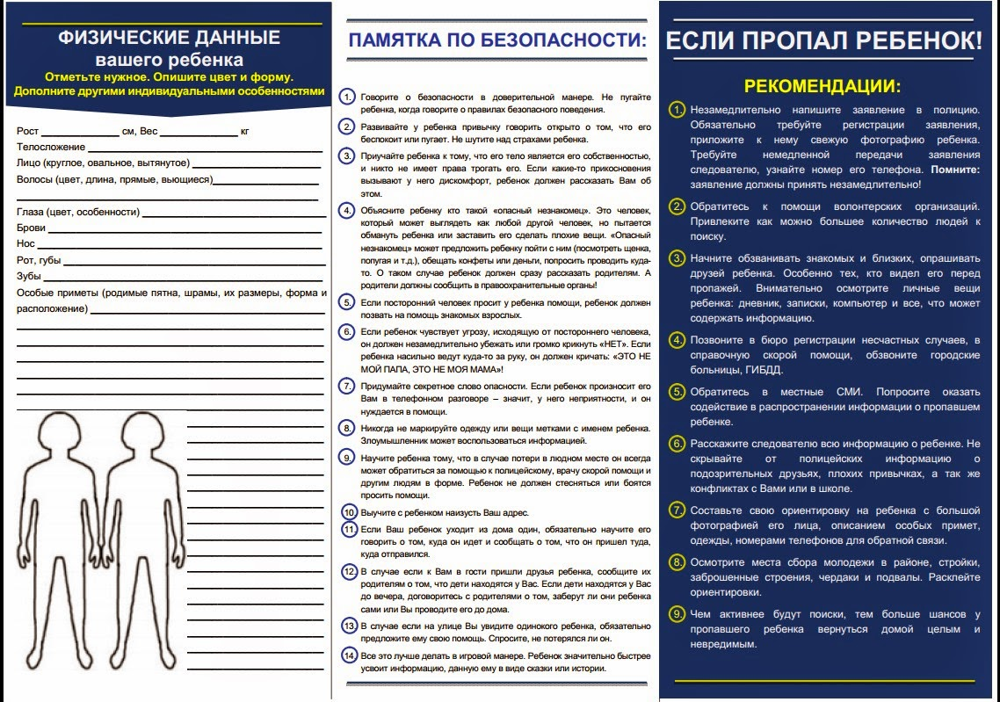 ФИЗИЧЕСКИЕ ДАННЫЕ
вашего ребенка
Отметьте нужное. Опишите цвет и форму.
Дополните другими индивидуальными особенностями
Рост ______________ см, Вес ______________ кг
Телосложение
Лицо (круглое, овальное, вытянутое)
Волосы (цвет, длина, прямые, вьющиеся)
Глаза (цвет, особенности)
Брови
Нос
Рот, губы
Зубы
Особые приметы (родимые пятна, шрамы, их размеры, форма и
расположение)
ПАМЯТКА ПО БЕЗОПАСНОСТИ:
1. Говорите о безопасности в доверительной манере. Не пугайте
ребенка, когда говорите о правилах безопасного поведения.
2. Развивайте у ребенка привычку говорить открыто о том, что его
беспокоит или пугает. Не шутите над страхами ребенка.
3. Приучайте ребенка к тому, что его тело является его собственностью,
и никто не имеет права трогать его. Если какие-то прикосновения
вызывают у него дискомфорт, ребенок должен рассказать Вам об
этом.
4. Объясните ребенку кто такой «опасный незнакомец». Это человек,
который может выглядеть как любой другой человек, но пытается
обмануть ребенка или заставить его сделать плохие вещи. «Опасный
незнакомец» может предложить ребенку пойти с ним (посмотреть щенка,
попугая и т.д.), обещать конфеты или деньги, попросить проводить куда-
то. О таком случае ребенок должен сразу рассказать родителям. А
родители должны сообщить в правоохранительные органы!
5. Если посторонний человек просит у ребенка помощи, ребенок должен
позвать на помощь знакомых взрослых.
6. Если ребенок чувствует угрозу, исходящую от постороннего человека,
он должен незамедлительно убежать или громко крикнуть «НЕТ». Если
ребенка насильно ведут куда-то за руку, он должен кричать: «ЭТО НЕ
МОЙ ПАПА, ЭТО НЕ МОЯ МАМА»!
7. Придумайте секретное слово опасности. Если ребенок произносит его
Вам в телефонном разговоре – значит, у него неприятности, и он
нуждается в помощи.
8. Никогда не маркируйте одежду или вещи метками с именем ребенка.
Злоумышленник может воспользоваться информацией.
9. Научите ребенка тому, что в случае потери в людном месте он всегда
может обратиться за помощью к полицейскому, врачу скорой помощи и
другим людям в форме. Ребенок не должен стесняться или боятся
просить помощи.
10. Выучите с ребенком наизусть Ваш адрес.
11. Если Ваш ребенок уходит из дома один, обязательно научите его
говорить о том, куда он идет и сообщать о том, что он пришел туда,
куда отправился.
12. В случае если к Вам в гости пришли друзья ребенка, сообщите их
родителям о том, что дети находятся у Вас. Если дети находятся у Вас
до вечера, договоритесь с родителями о том, заберут ли они ребенка
сами или Вы проводите его до дома.
13. В случае если на улице Вы увидите одинокого ребенка, обязательно
предложите ему свою помощь. Спросите, не потерялся ли он.
14. Все это лучше делать в игровой манере. Ребенок значительно быстрее
усвоит информацию, данную ему в виде сказки или истории.
ЕСЛИ ПРОПАЛ РЕБЕНОК!
РЕКОМЕНДАЦИИ:
1. Незамедлительно напишите заявление в полицию.
Обязательно требуйте регистрации заявления,
приложите к нему свежую фотографию ребенка.
Требуйте немедленной передачи заявления
следователю, узнайте номер его телефона. Помните:
заявление должны принять незамедлительно!
2. Обратитесь к помощи волонтерских организаций.
Привлеките как можно большее количество людей к
поиску.
3. Начните обзванивать знакомых и близких, опрашивать
друзей ребенка. Особенно тех, кто видел его перед
пропажей. Внимательно осмотрите личные вещи
ребенка: дневник, записки, компьютер и все, что может
содержать информацию.
4. Позвоните в бюро регистрации несчастных случаев, в
справочную скорой помощи, обзвоните городские
больницы, ГИБДД.
5. Обратитесь в местные СМИ. Попросите оказать
содействие в распространении информации о пропавшем
ребенке.
6. Расскажите следователю всю информацию о ребенке. Не
скрывайте от полицейских информацию о
подозрительных друзьях, плохих привычках, а так же
конфликтах с Вами или в школе.
7. Составьте свою ориентировку на ребенка с большой
фотографией его лица, описанием особых примет,
одежды, номерами телефонов для обратной связи.
8. Осмотрите места сбора молодежи в районе, стройки,
заброшенные строения, чердаки и подвалы. Расклейте
ориентировки.
9. Чем активнее будут поиски, тем больше шансов у
пропавшего ребенка вернуться домой целым и
невредимым.